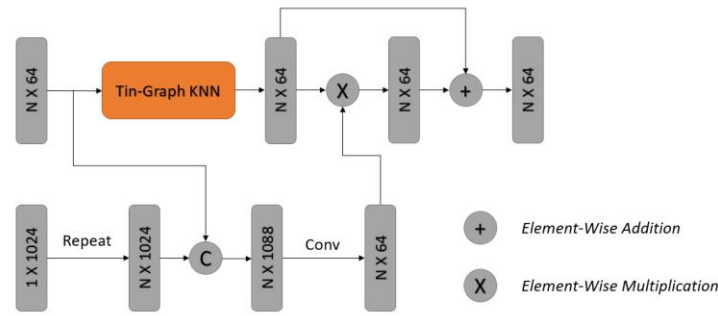 N X 64
Tin-Graph KNN
N X 64
X
N X 64
+
N X 64
1 X 1024
Repeat
N X 1024
C
N X 1088
Conv
N X 64
+ Element-Wise Addition
X Element-Wise Multiplication